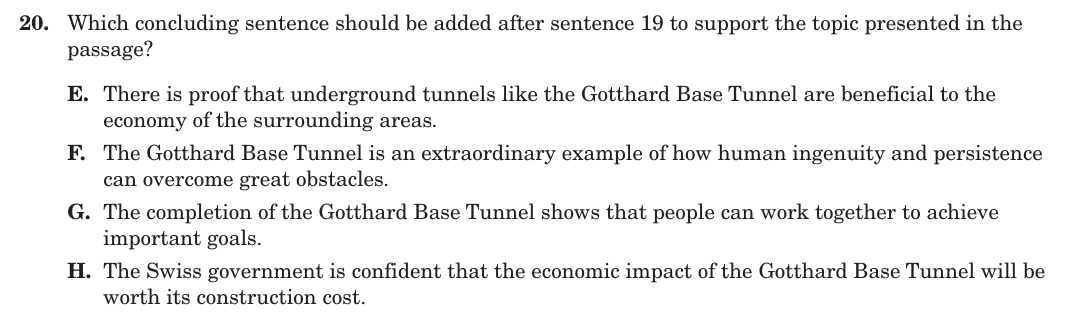 20. Which concluding sentence should be added after sentence 19 to support the topic presented in the
passage?
E. There is proof that underground tunnels like the Gotthard Base Tunnel are beneficial to the
economy of the surrounding areas.
F. The Gotthard Base Tunnel is an extraordinary example of how human ingenuity and persistence
can overcome great obstacles.
G. The completion of the Gotthard Base Tunnel shows that people can work together to achieve
important goals.
H. The Swiss government is confident that the economic impact of the Gotthard Base Tunnel will be
worth its construction cost.